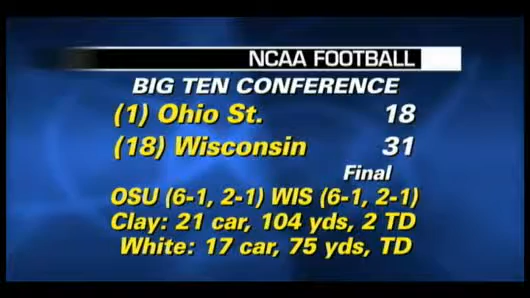 NCAA FOOTBALL
BIG TEN CONFERENCE
(1) Ohio St. 18
(18) Wisconsin 31
Final
OSU (6-1, 2-1) WIS (6-1, 2-1)
Clay: 21 car, 104 yds, 2 TD
White: 17 car, 75 yds, TD